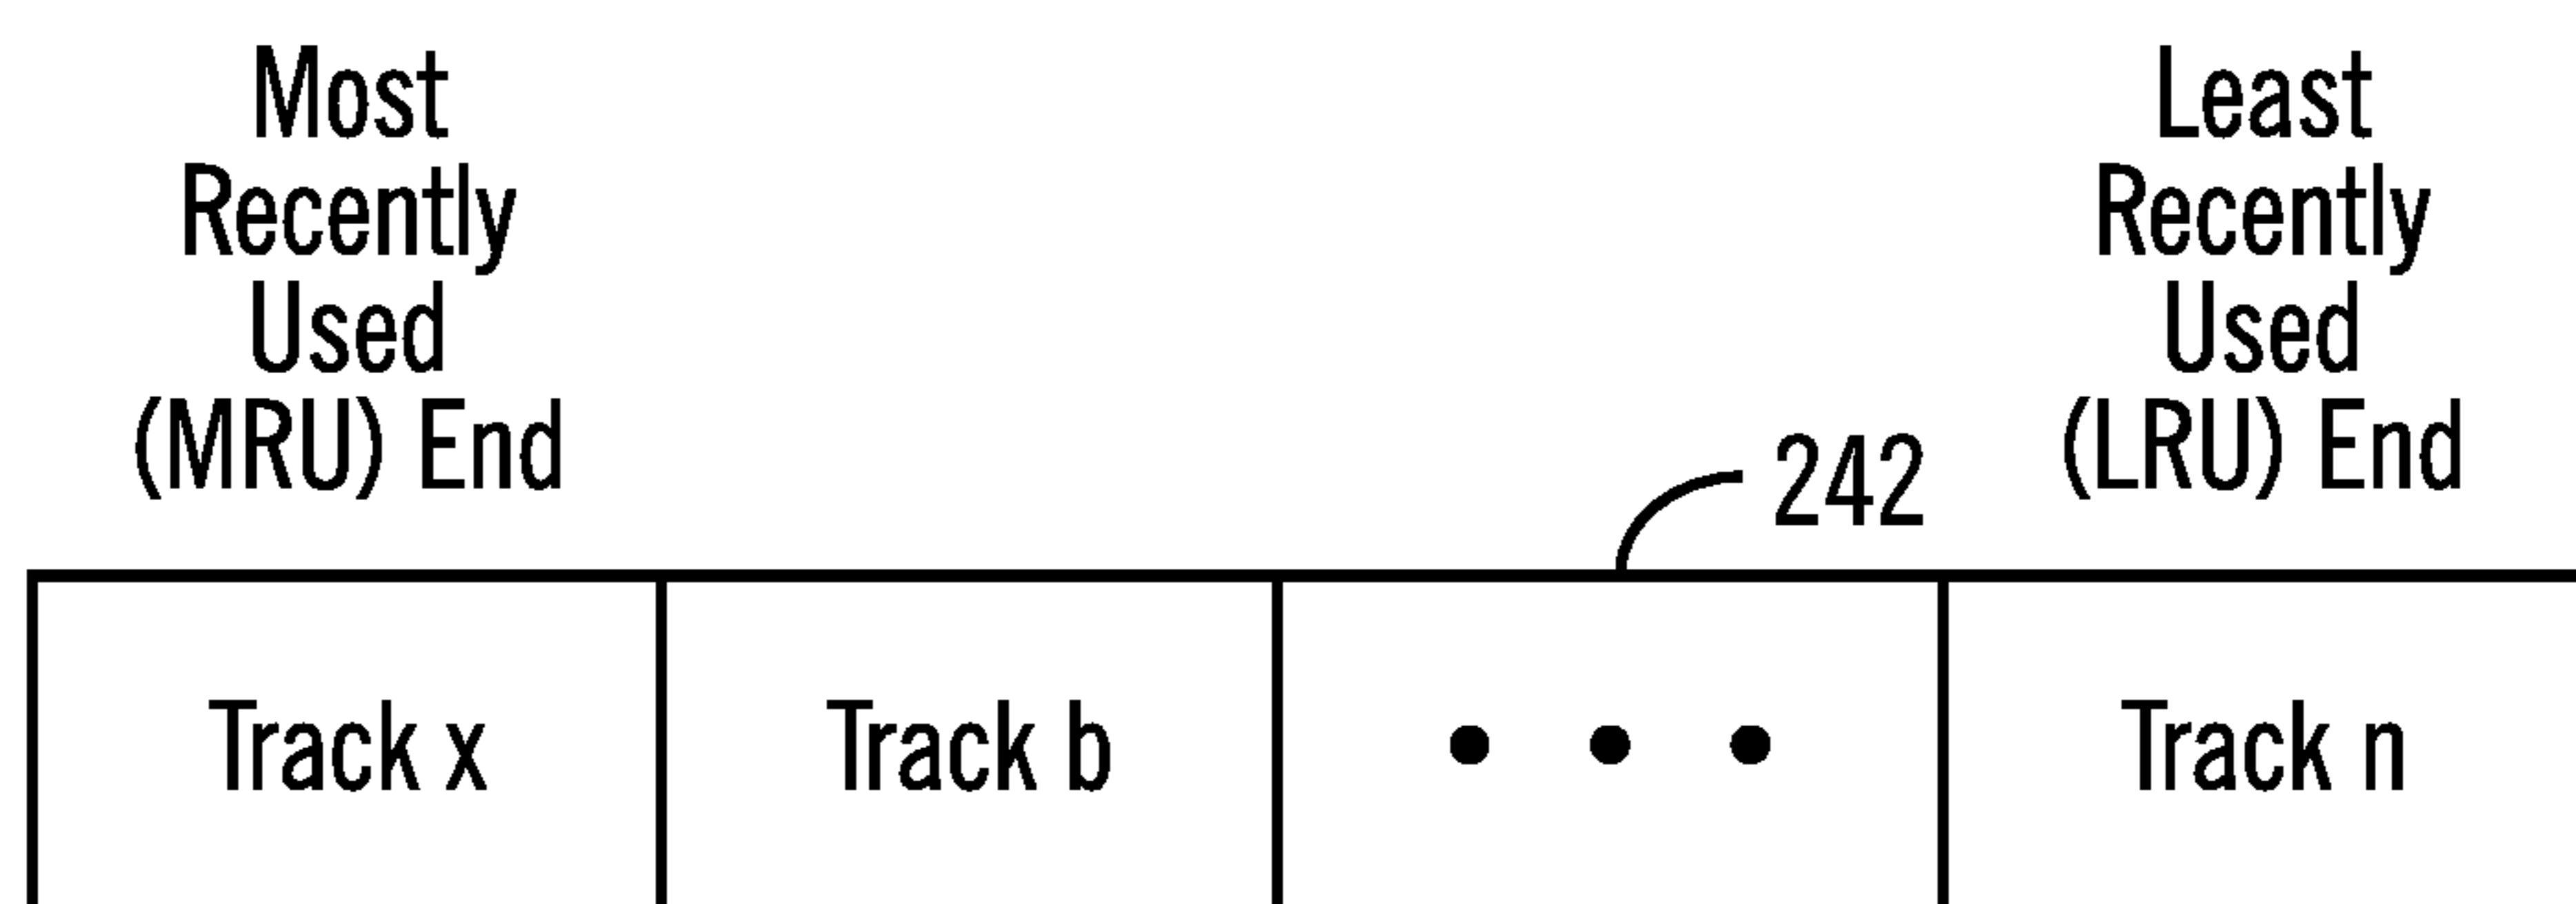 Most
Recently
Used
(MRU) End
Least
Recently
Used
(LRU) End
242
Track x
Track b
• • •
Track n